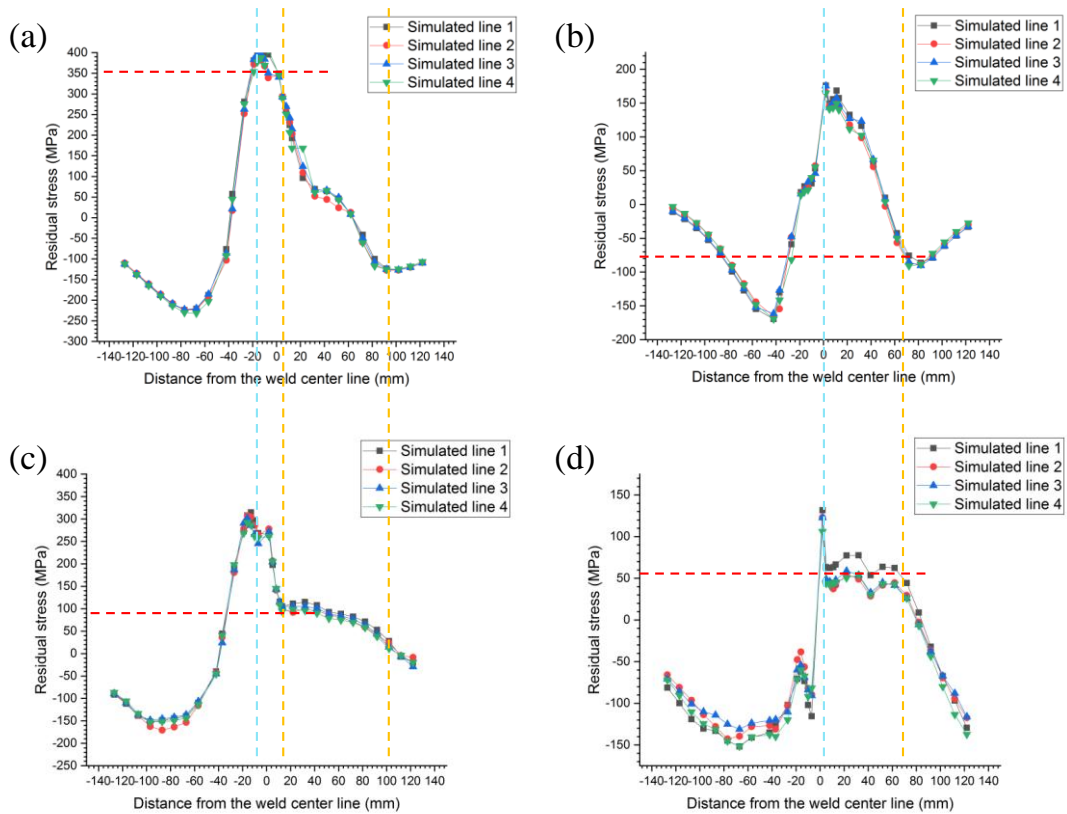 (a)
Simulated line 1
Simulated line 2
Simulated line 3
Simulated line 4
400
350
300
250
200
150
100
50
0
-50
-100
-150
-200
-250
-300
Residual stress (MPa)
-140-120-100 -80 -60 -40 -20 0 20 40 60 80 100 120 140
Distance from the weld center line (mm)
(b)
Simulated line 1
Simulated line 2
Simulated line 3
Simulated line 4
200
150
100
50
0
-50
-100
-150
-200
Residual stress (MPa)
-140-120-100 -80 -60 -40 -20 0 20 40 60 80 100 120 140
Distance from the weld center line (mm)
(c)
Simulated line 1
Simulated line 2
Simulated line 3
Simulated line 4
400
350
300
250
200
150
100
50
0
-50
-100
-150
-200
-250
Residual stress (MPa)
-140-120-100 -80 -60 -40 -20 0 20 40 60 80 100 120 140
Distance from the weld center line (mm)
(d)
Simulated line 1
Simulated line 2
Simulated line 3
Simulated line 4
150
100
50
0
-50
-100
-150
Residual stress (MPa)
-140-120-100 -80 -60 -40 -20 0 20 40 60 80 100 120 140
Distance from the weld center line (mm)